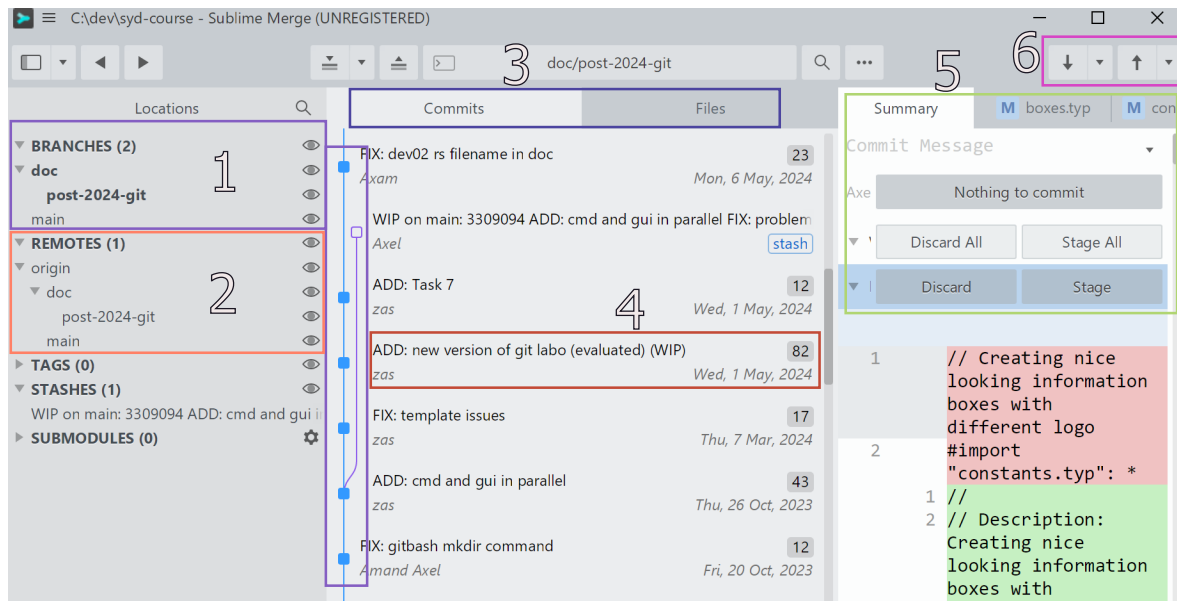 C:\dev\syd-course - Sublime Merge (UNREGISTERED)
3
doc/post-2024-git
6
Locations
Commits
Files
5
Summary
M boxes.typ
M con
1
BRANCHES (2)
doc
post-2024-git
main
2
REMOTES (1)
origin
doc
post-2024-git
main
TAGS (0)
STASHES (1)
WIP on main: 3309094 ADD: cmd and gui i
SUBMODULES (0)
FIX: dev02 rs filename in doc 23
Axam Mon, 6 May, 2024
WIP on main: 3309094 ADD: cmd and gui in parallel FIX: problem
Axel stash
ADD: Task 7 12
zas Wed, 1 May, 2024
4
ADD: new version of git labo (evaluated) (WIP) 82
zas Wed, 1 May, 2024
FIX: template issues 17
zas Thu, 7 Mar, 2024
ADD: cmd and gui in parallel 43
zas Thu, 26 Oct, 2023
FIX: gitbash mkdir command 12
Amand Axel Fri, 20 Oct, 2023
Commit Message
Axe Nothing to commit
Discard All Stage All
Discard Stage
1 // Creating nice
looking information
boxes with
different logo
2 #import
"constants.typ": *
1 //
2 // Description:
Creating nice
looking information
boxes with